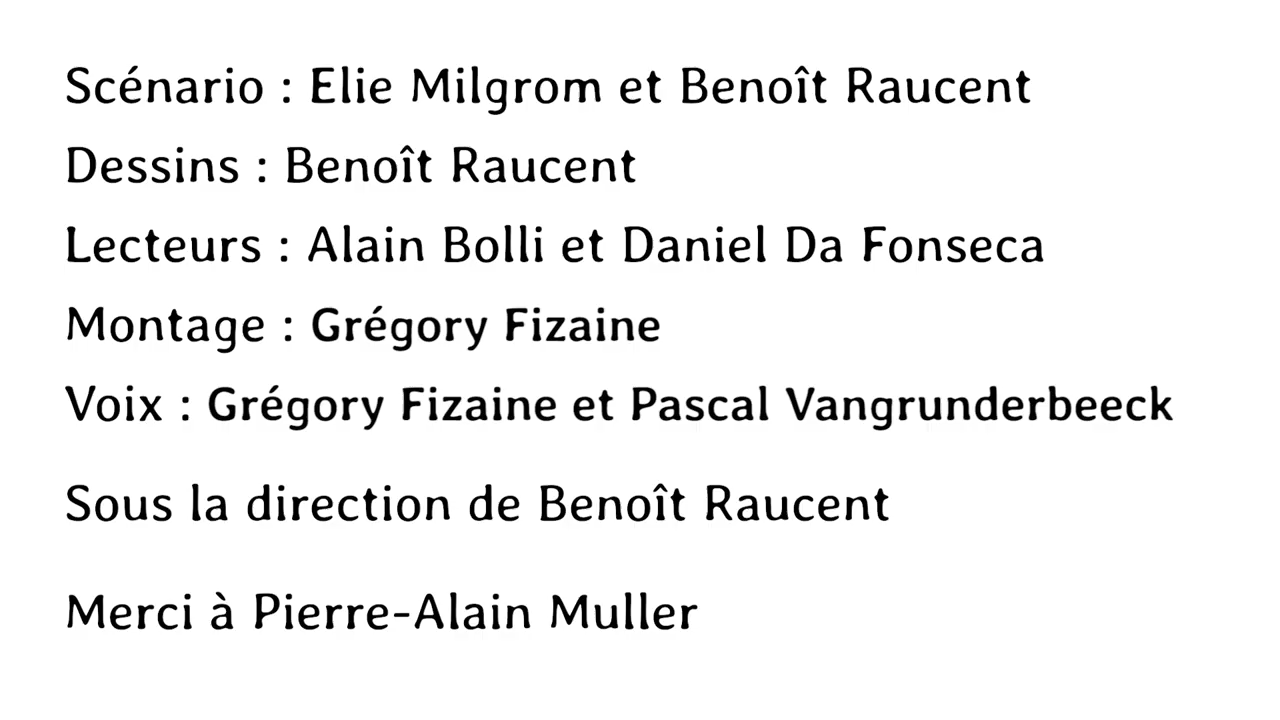 Scénario : Elie Milgrom et Benoît Raucent
Dessins : Benoît Raucent
Lecteurs : Alain Bolli et Daniel Da Fonseca
Montage : Grégory Fizaine
Voix : Grégory Fizaine et Pascal Vangrunderbeeck
Sous la direction de Benoît Raucent
Merci à Pierre-Alain Muller